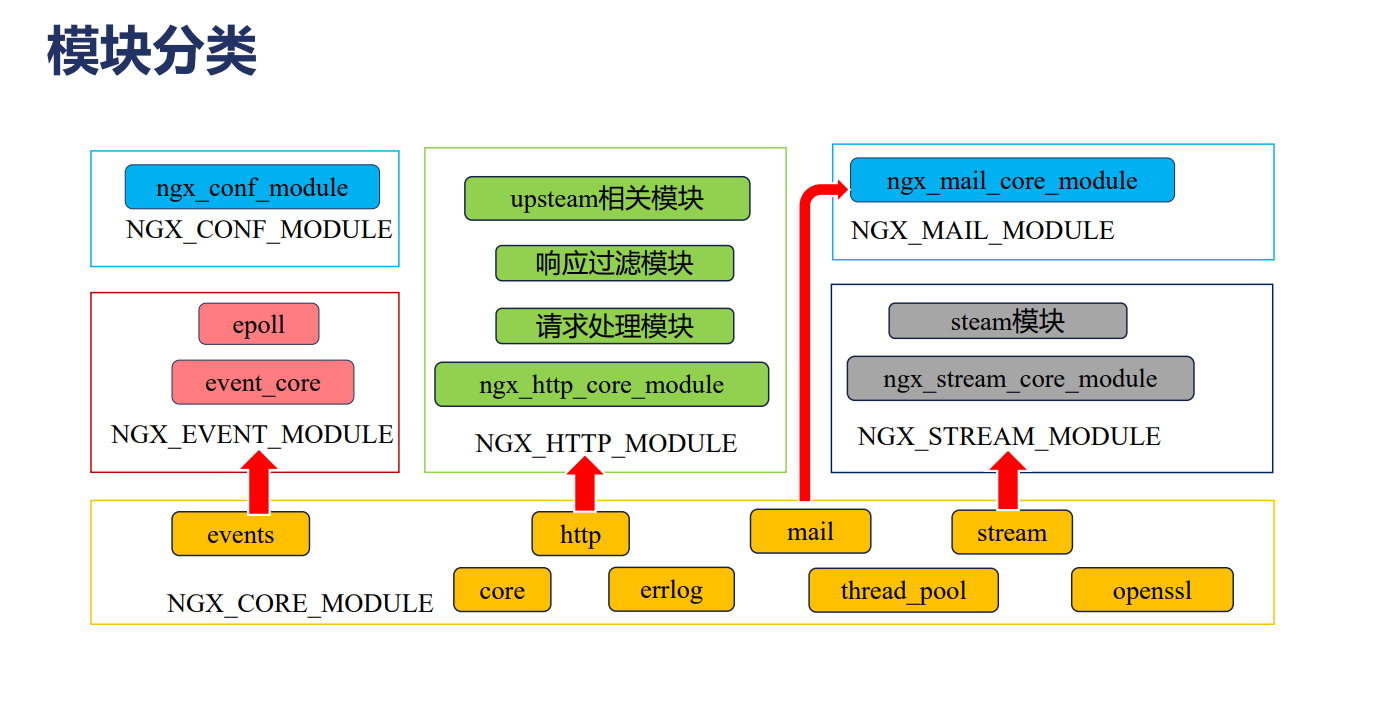 模块分类
ngx_conf_module
NGX_CONF_MODULE
epoll
event_core
NGX_EVENT_MODULE
upsteam相关模块
响应过滤模块
请求处理模块
ngx_http_core_module
NGX_HTTP_MODULE
ngx_mail_core_module
NGX_MAIL_MODULE
steam模块
ngx_stream_core_module
NGX_STREAM_MODULE
events
http
mail
stream
NGX_CORE_MODULE
core
errlog
thread_pool
openssl